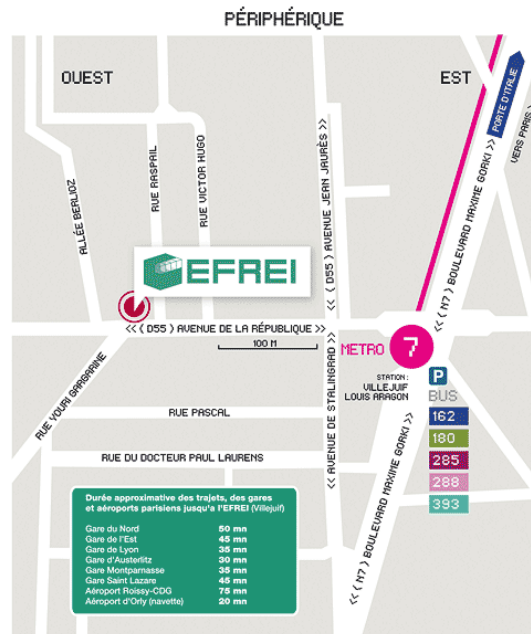 PÉRIPHÉRIQUE
OUEST
EST
PORTE D'ITALIE
VERS PARIS >>
ALLÉE BERLIOZ
RUE RASPAIL
RUE VICTOR HUGO
<< (D55) AVENUE JEAN JAURÈS >>
<< (N7) BOULEVARD MAXIME GORKI >>
EFREI
<< (D55) AVENUE DE LA RÉPUBLIQUE >>
100 M
METRO 7
STATION :
VILLEJUIF
LOUIS ARAGON
P
BUS
162
180
285
288
393
RUE YOURI GARGARINE
<< AVENUE DE STALINGRAD >>
RUE PASCAL
RUE DU DOCTEUR PAUL LAURENS
<< (N7) BOULEVARD MAXIME GORKI >>
Durée approximative des trajets, des gares
et aéroports parisiens jusqu'a l'EFREI (Villejuif)
Gare du Nord 50 mn
Gare de l'Est 45 mn
Gare de Lyon 35 mn
Gare d'Austerlitz 30 mn
Gare Montparnasse 35 mn
Gare Saint Lazare 45 mn
Aéroport Roissy-CDG 75 mn
Aéroport d'Orly (navette) 20 mn